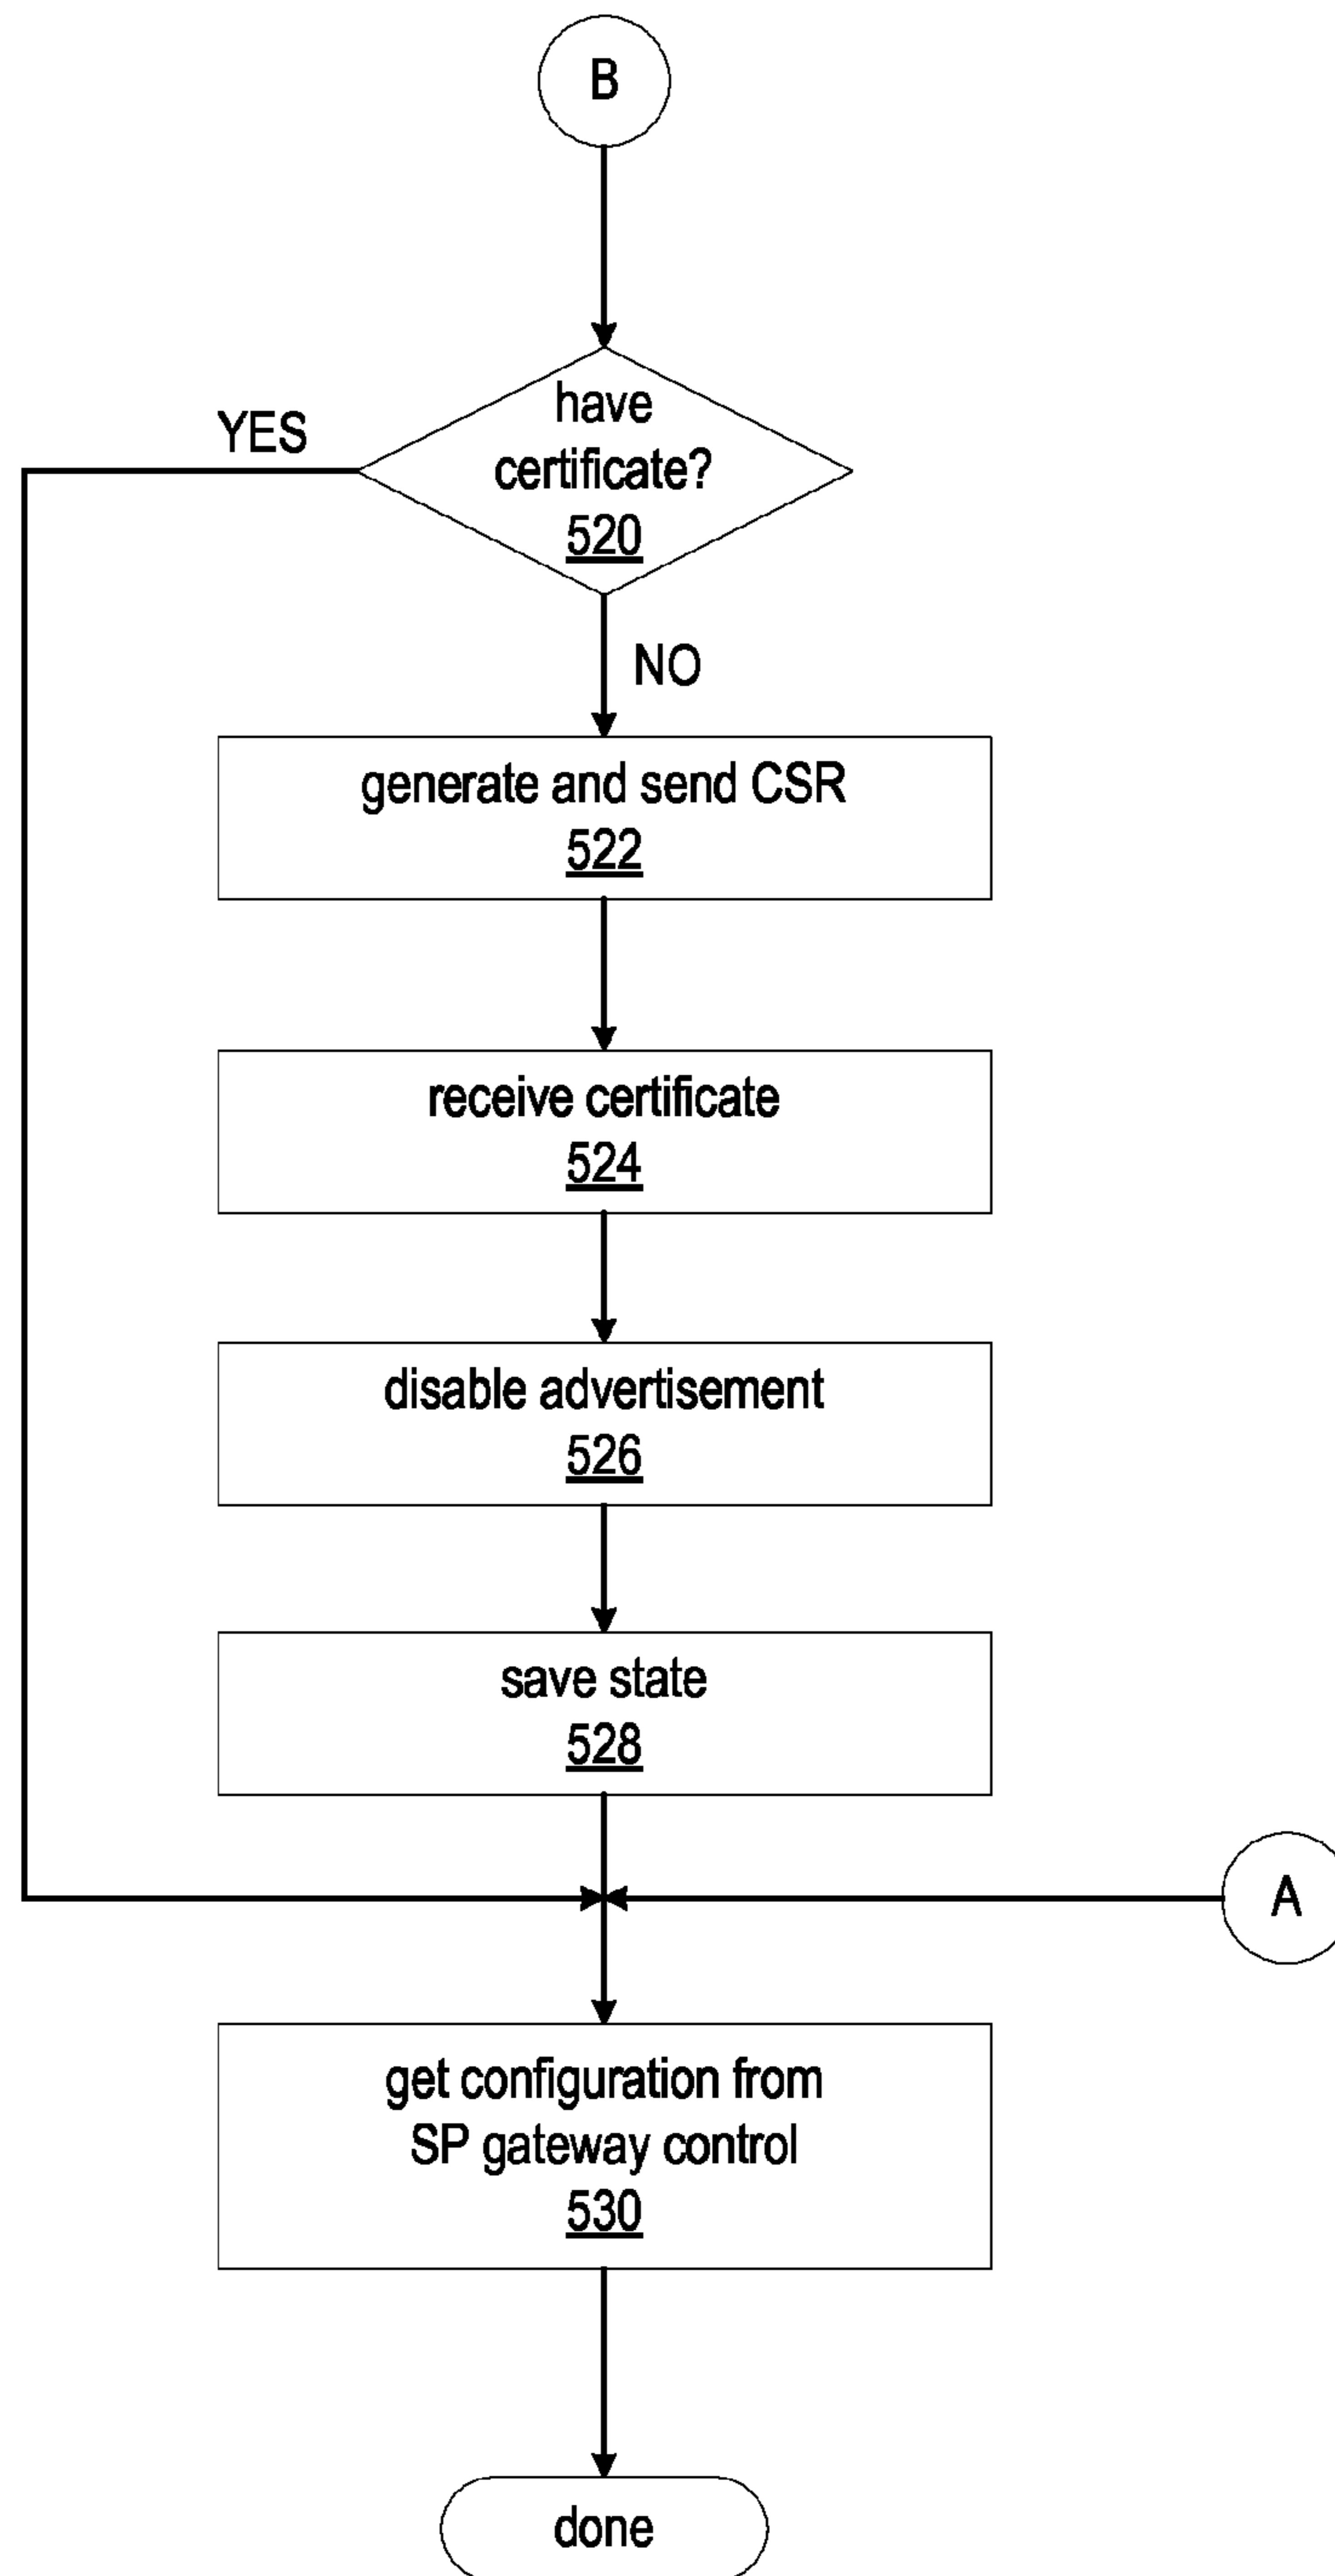 B
have
certificate?
520
YES
NO
generate and send CSR
522
receive certificate
524
disable advertisement
526
save state
528
A
get configuration from
SP gateway control
530
done